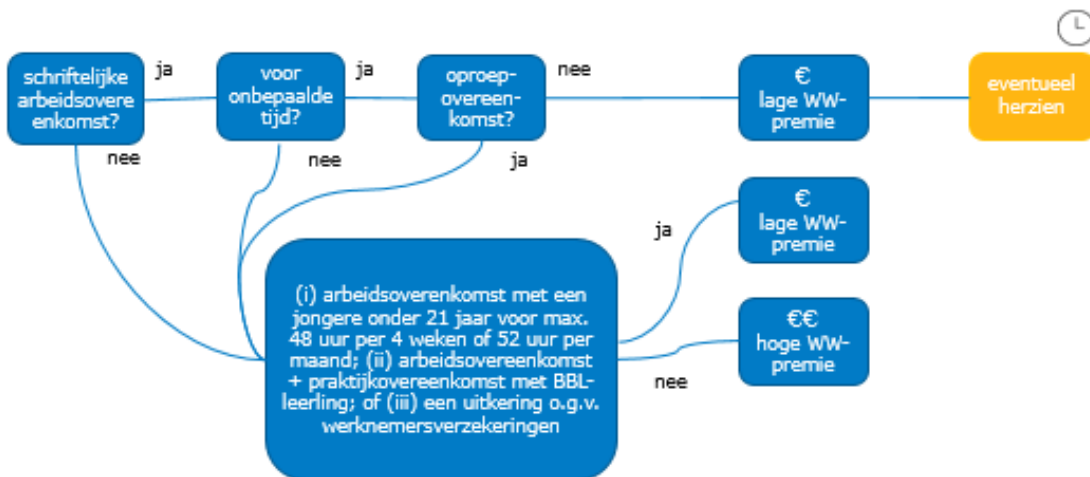 schriftelijke
arbeidsovere
enkomst?
ja
nee
voor
onbepaalde
tijd?
ja
nee
oproep-
overeen-
komst?
nee
ja
€
lage WW-
premie
eventueel
herzien
(i) arbeidsoverenkomst met een
jongere onder 21 jaar voor max.
48 uur per 4 weken of 52 uur per
maand; (ii) arbeidsovereenkomst
+ praktijkovereenkomst met BBL-
leerling; of (iii) een uitkering o.g.v.
werknemersverzekeringen
ja
€
lage WW-
premie
nee
€€
hoge WW-
premie